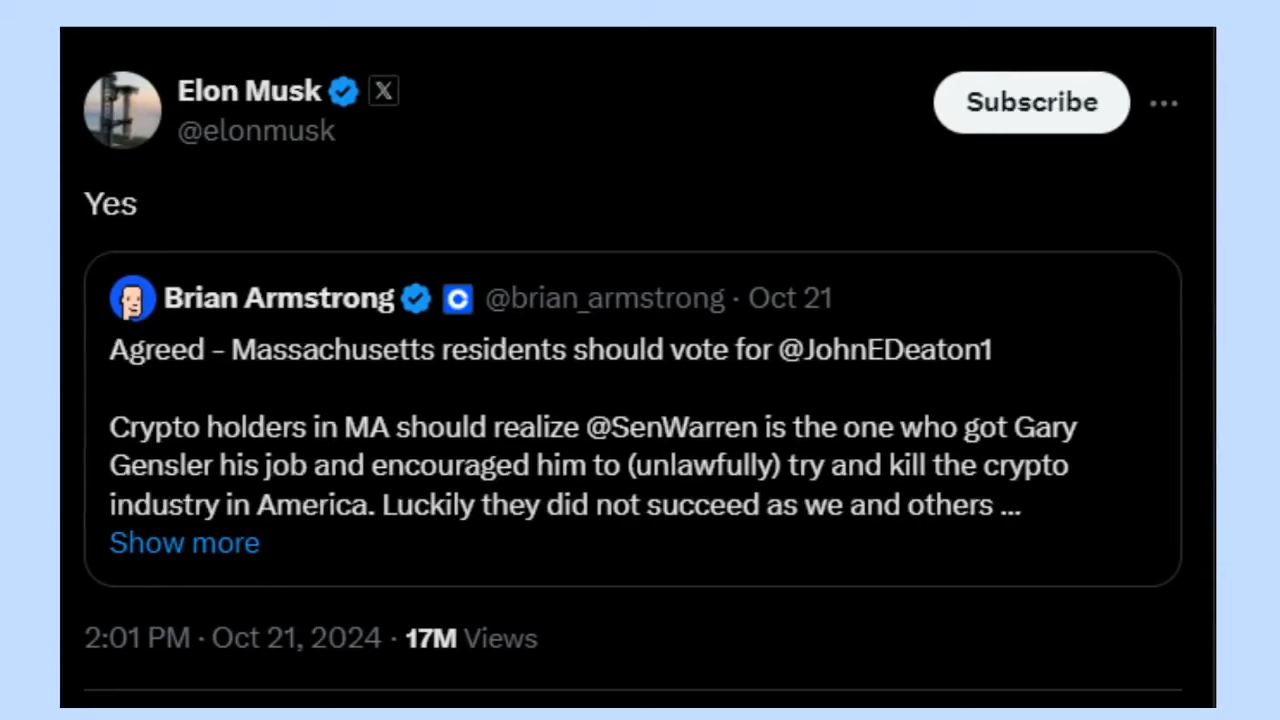 Elon Musk
@elonmusk
Subscribe
Yes
Brian Armstrong @brian_armstrong · Oct 21
Agreed – Massachusetts residents should vote for @JohnEDeaton1
Crypto holders in MA should realize @SenWarren is the one who got Gary
Gensler his job and encouraged him to (unlawfully) try and kill the crypto
industry in America. Luckily they did not succeed as we and others ...
Show more
2:01 PM · Oct 21, 2024 · 17M Views